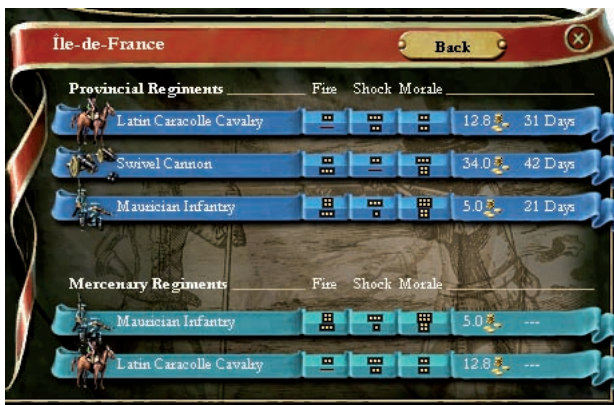 Île-de-France Back
Provincial Regiments Fire Shock Morale
Latin Caracolle Cavalry 12.8 31 Days
Swivel Cannon 34.0 42 Days
Maurician Infantry 5.0 21 Days
Mercenary Regiments Fire Shock Morale
Maurician Infantry 5.0 ---
Latin Caracolle Cavalry 12.8 ---